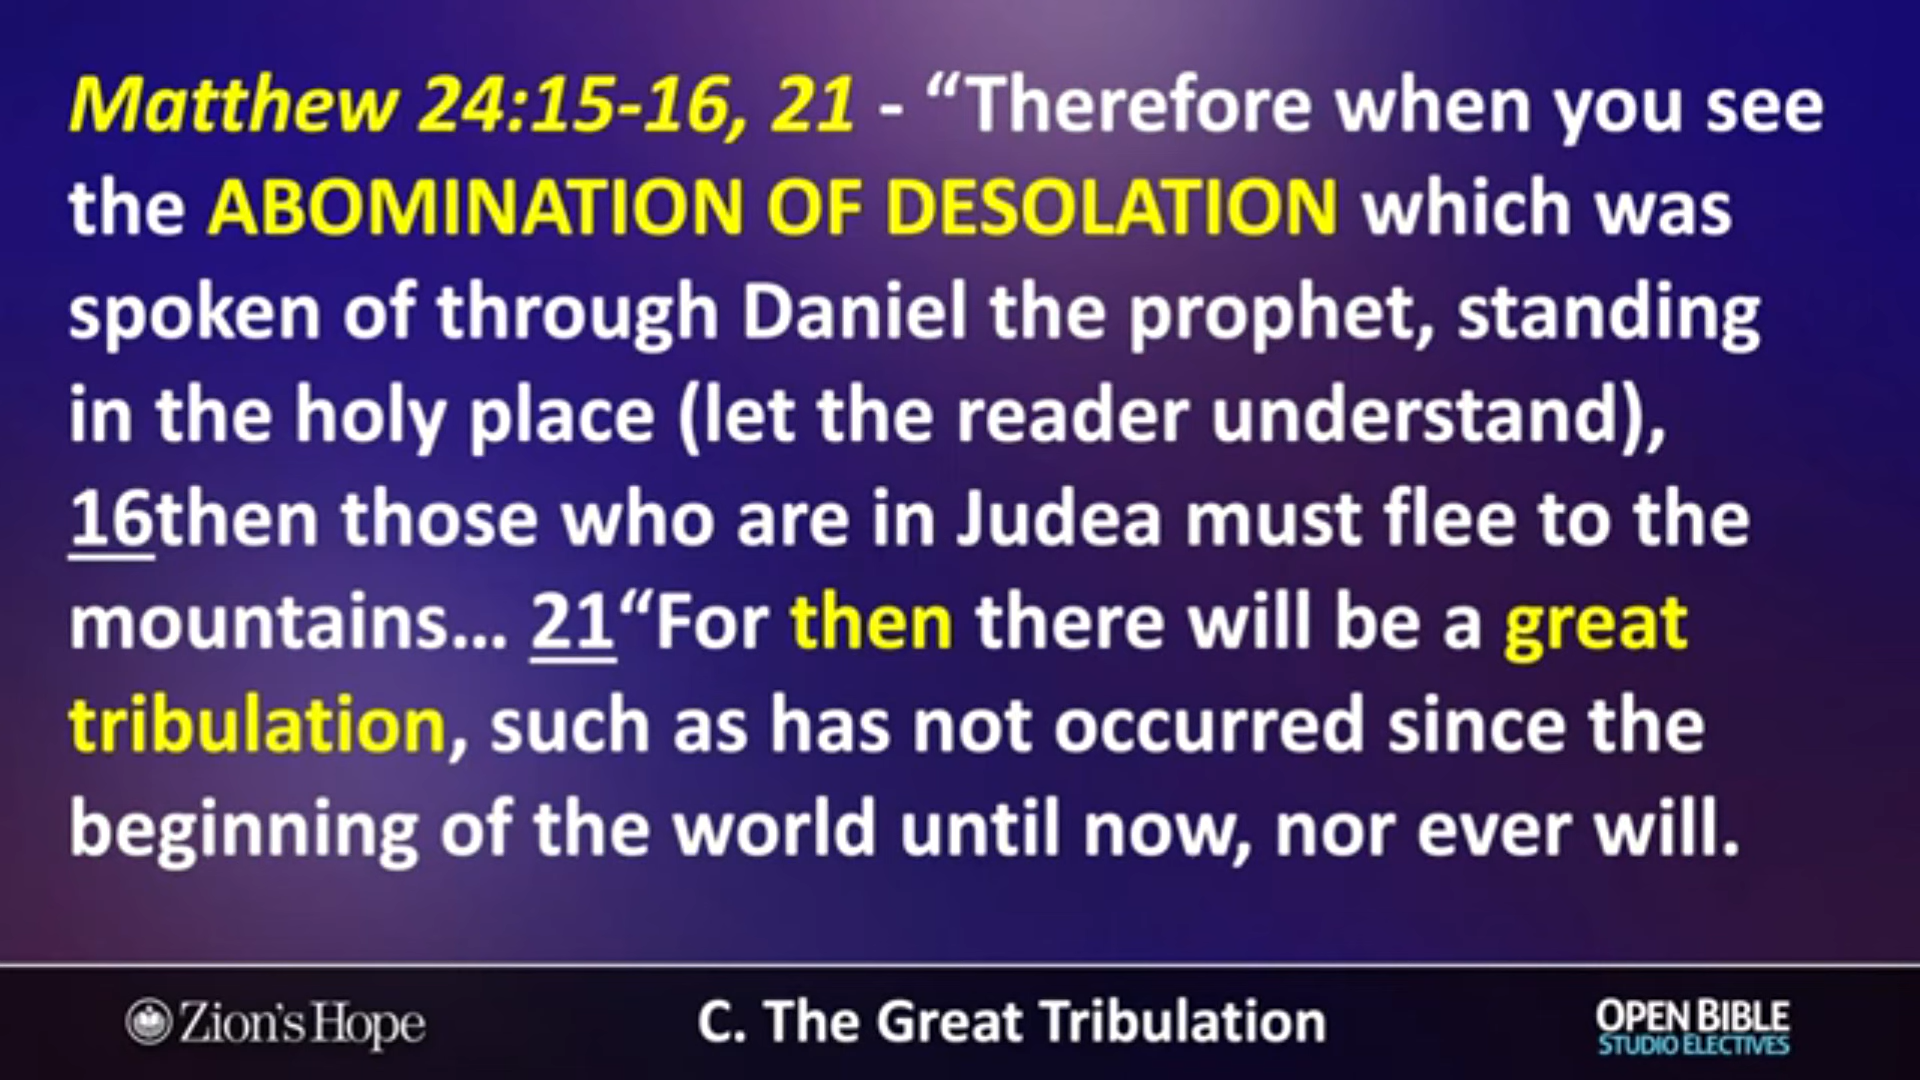 Matthew 24:15-16, 21 - “Therefore when you see
the ABOMINATION OF DESOLATION which was
spoken of through Daniel the prophet, standing
in the holy place (let the reader understand),
16then those who are in Judea must flee to the
mountains... 21“For then there will be a great
tribulation, such as has not occurred since the
beginning of the world until now, nor ever will.
Zion's Hope
C. The Great Tribulation
OPEN BIBLE
STUDIO ELECTIVES